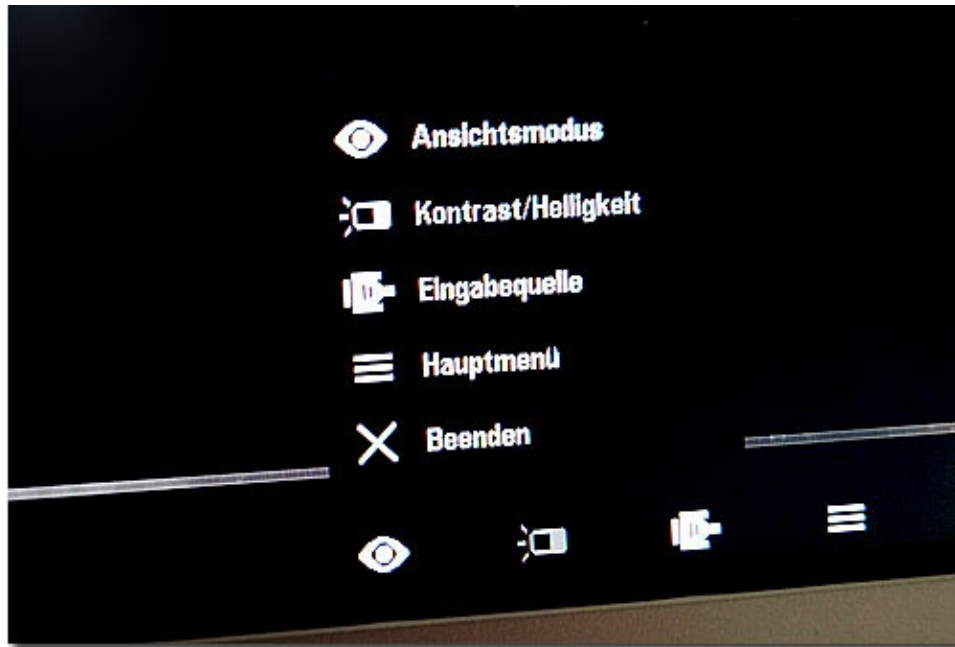 Ansichtsmodus
Kontrast/Helligkeit
Eingabequelle
Hauptmenü
Beenden